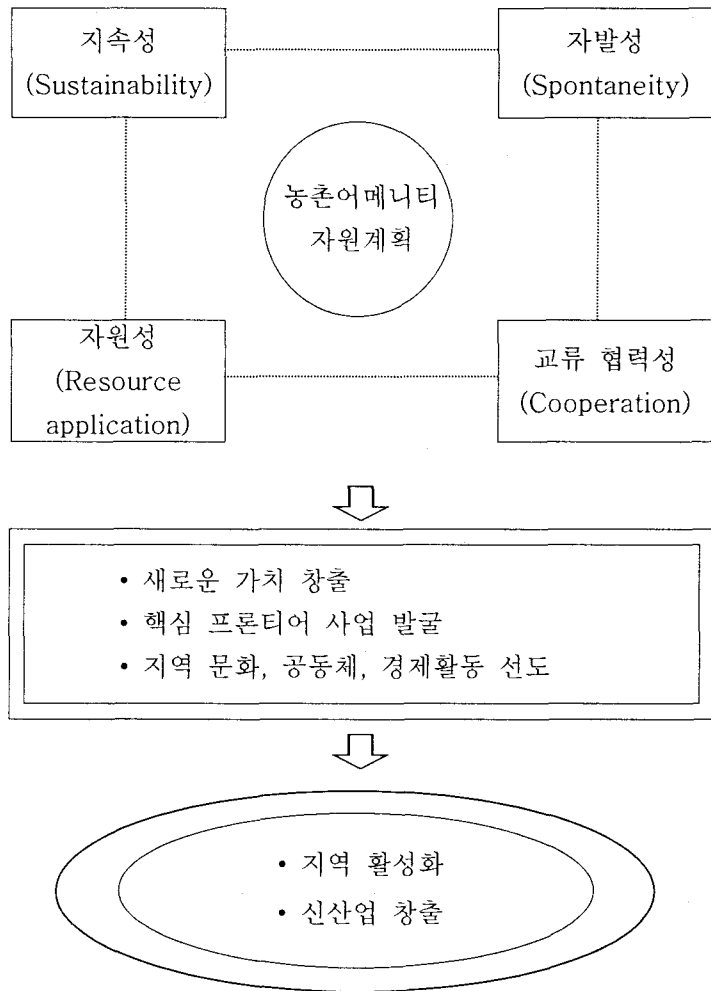 지속성
(Sustainability)
자발성
(Spontaneity)
농촌어메니티
자원계획
자원성
(Resource
application)
교류 협력성
(Cooperation)
• 새로운 가치 창출
• 핵심 프론티어 사업 발굴
• 지역 문화, 공동체, 경제활동 선도
• 지역 활성화
• 신산업 창출